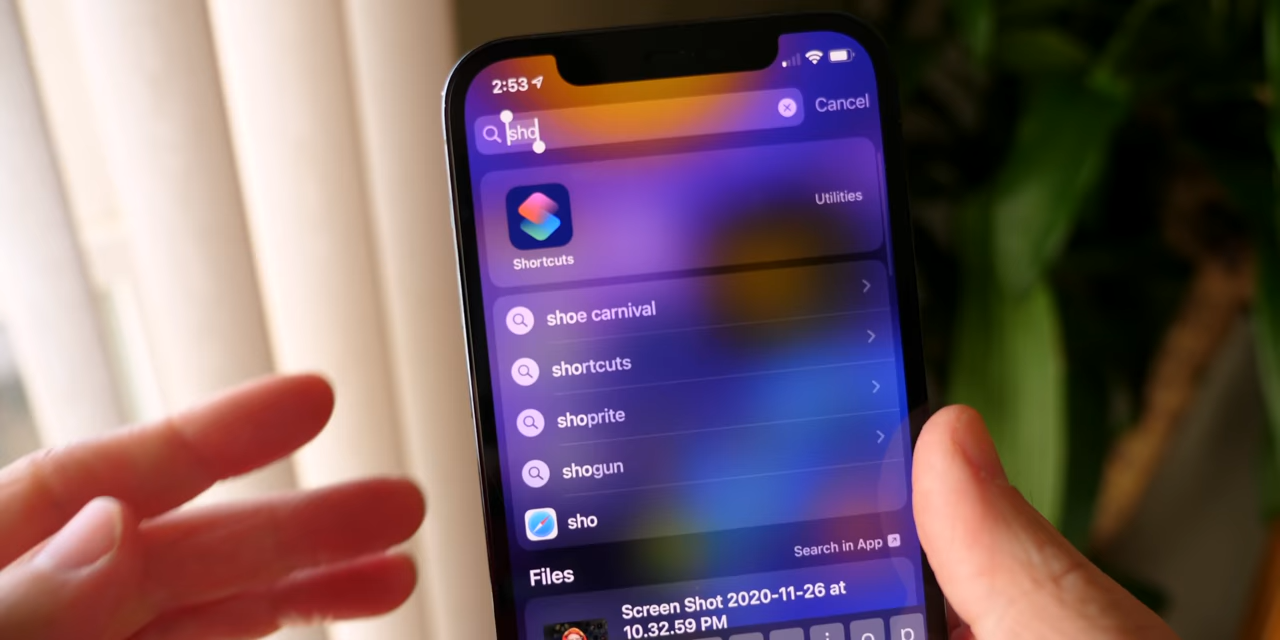 2:53
sho
Cancel
Utilities
Shortcuts
shoe carnival
shortcuts
shoprite
shogun
sho
Search in App
Files
Screen Shot 2020-11-26 at
10.32.59 PM
i o p